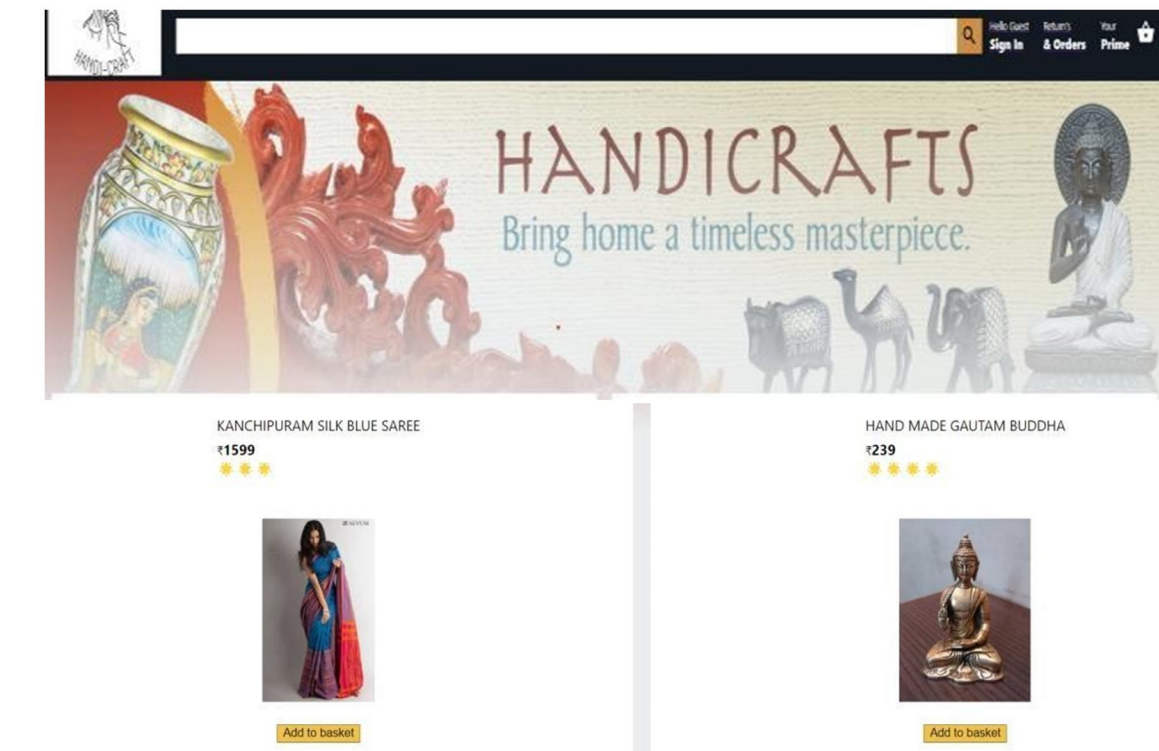 HANDI-CRAFT
Hello Guest
Sign In
Return's
& Orders
Your
Prime
HANDICRAFTS
Bring home a timeless masterpiece.
KANCHIPURAM SILK BLUE SAREE
₹1599
Add to basket
HAND MADE GAUTAM BUDDHA
₹239
Add to basket